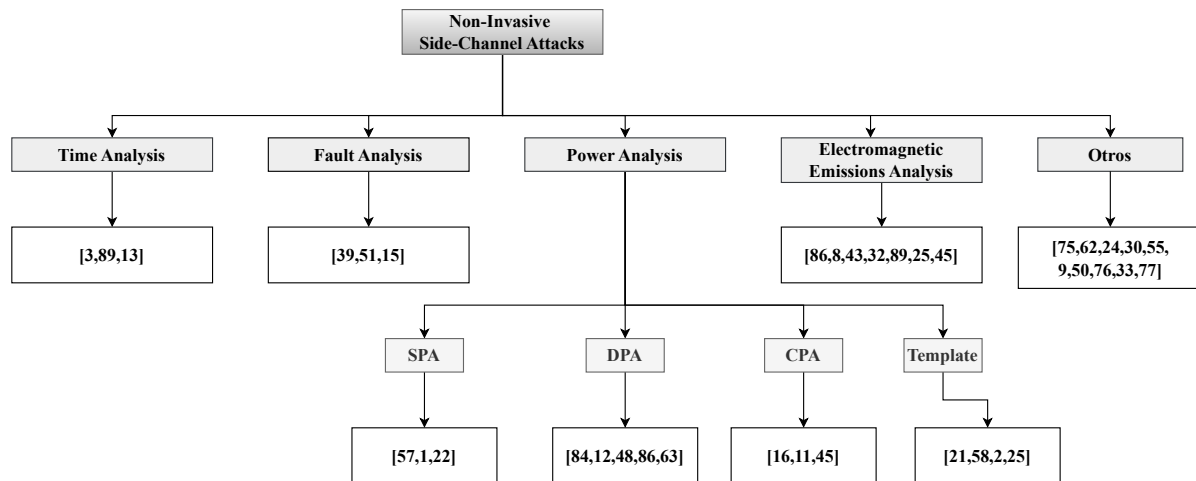 Non-Invasive
Side-Channel Attacks
Time Analysis
Fault Analysis
Power Analysis
Electromagnetic
Emissions Analysis
Otros
[3,89,13]
[39,51,15]
[86,8,43,32,89,25,45]
[75,62,24,30,55,
9,50,76,33,77]
SPA
DPA
CPA
Template
[57,1,22]
[84,12,48,86,63]
[16,11,45]
[21,58,2,25]